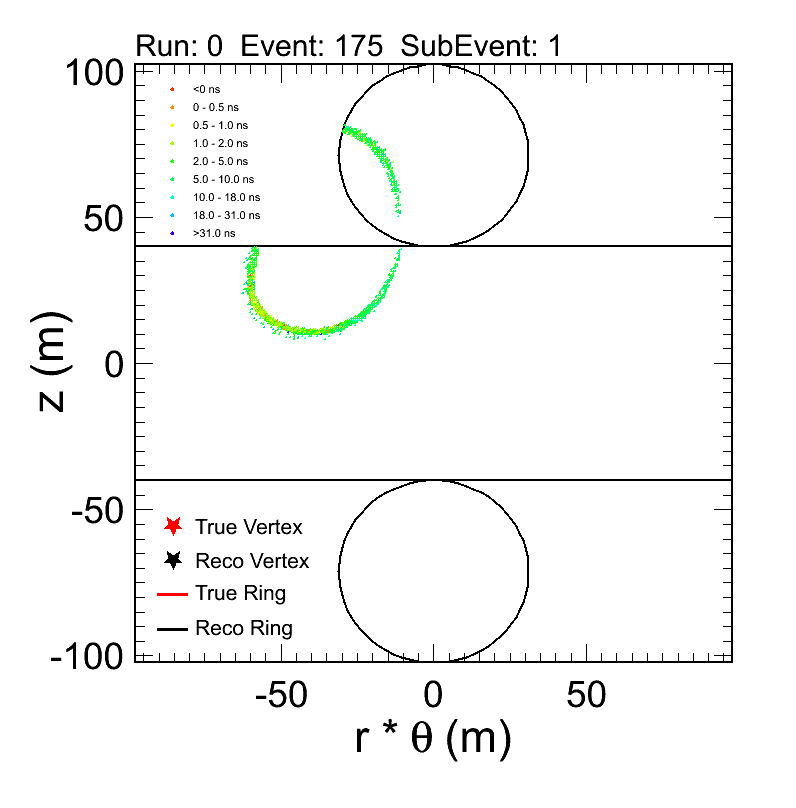 Run: 0  Event: 175  SubEvent: 1
100
<0 ns
0 - 0.5 ns
0.5 - 1.0 ns
1.0 - 2.0 ns
2.0 - 5.0 ns
5.0 - 10.0 ns
10.0 - 18.0 ns
18.0 - 31.0 ns
>31.0 ns
50
0
-50
-100
z (m)
True Vertex
Reco Vertex
True Ring
Reco Ring
-50 0 50
r * θ (m)